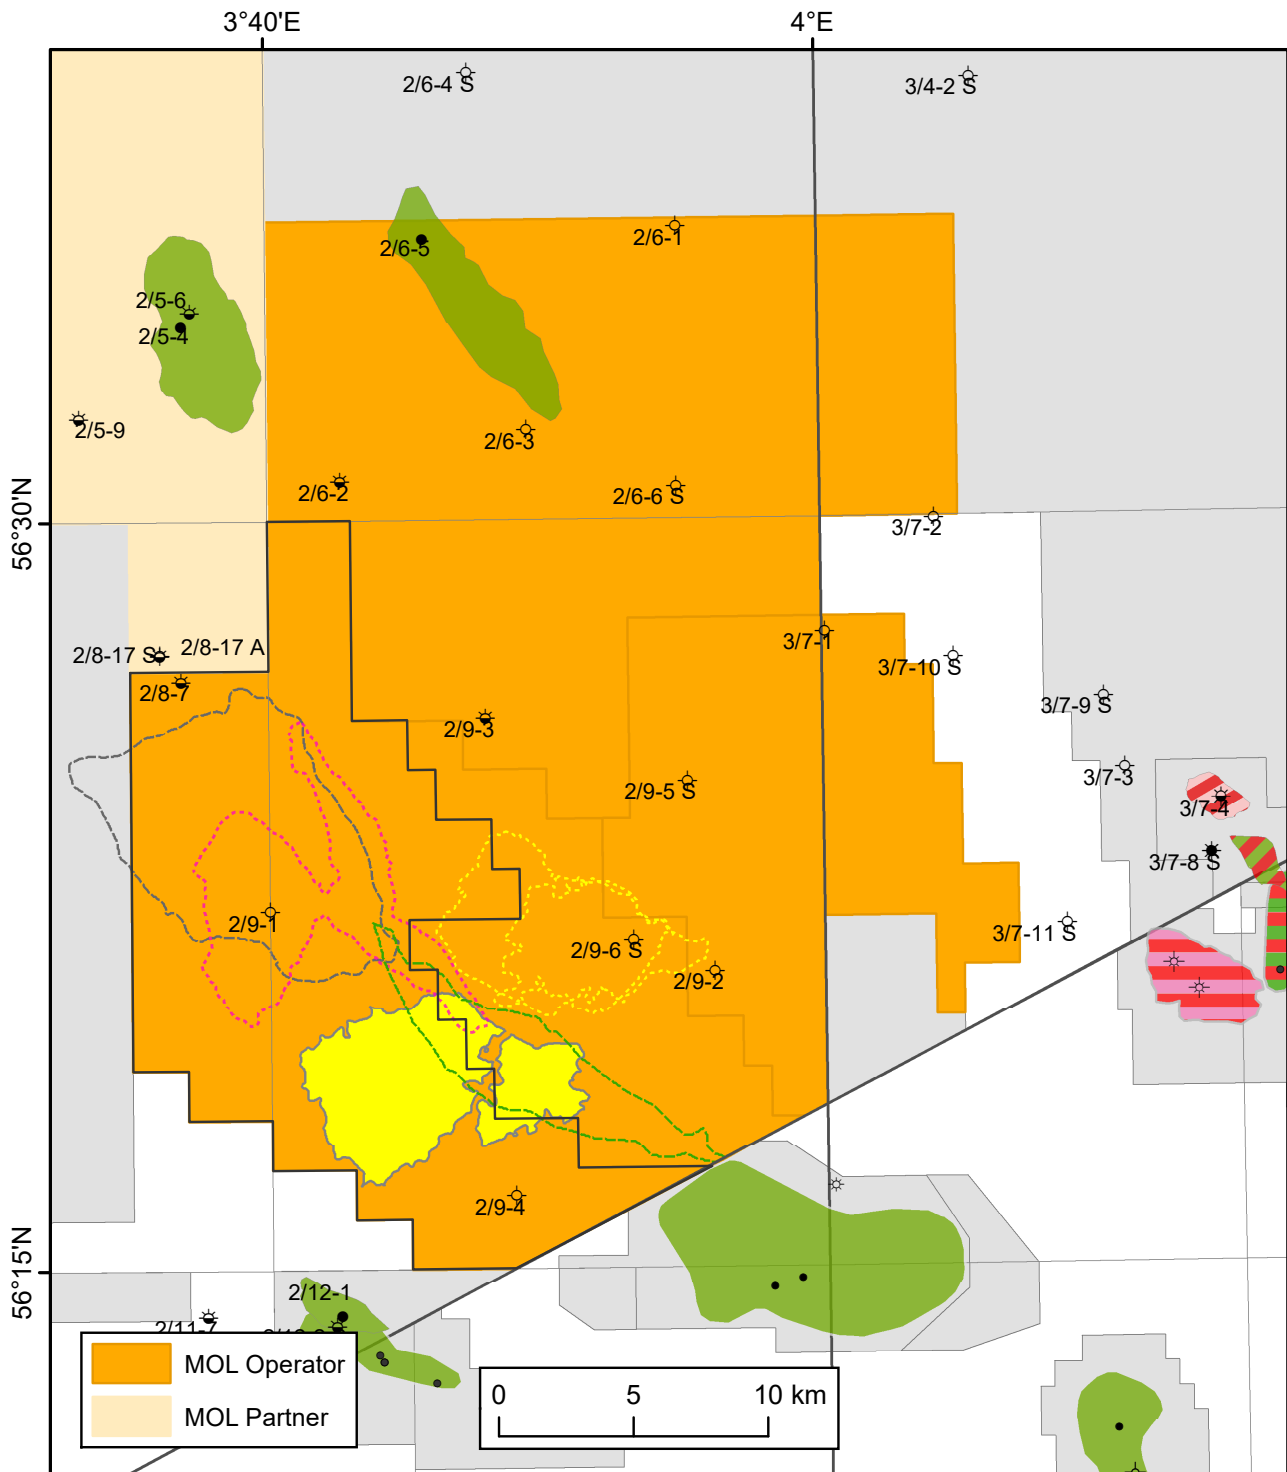 3°40'E
4°E
2/6-4 S
3/4-2 S
2/6-1
2/6-5
2/5-6
2/5-4
2/5-9
2/6-3
2/6-2
2/6-6 S
56°30'N
3/7-2
3/7-1
2/8-17 S
2/8-17 A
3/7-10 S
2/8-7
3/7-9 S
2/9-3
3/7-3
2/9-5 S
3/7-4
3/7-8 S
2/9-1
3/7-11 S
2/9-6 S
2/9-2
2/9-4
56°15'N
2/12-1
2/11-7
MOL Operator
MOL Partner
0
5
10 km